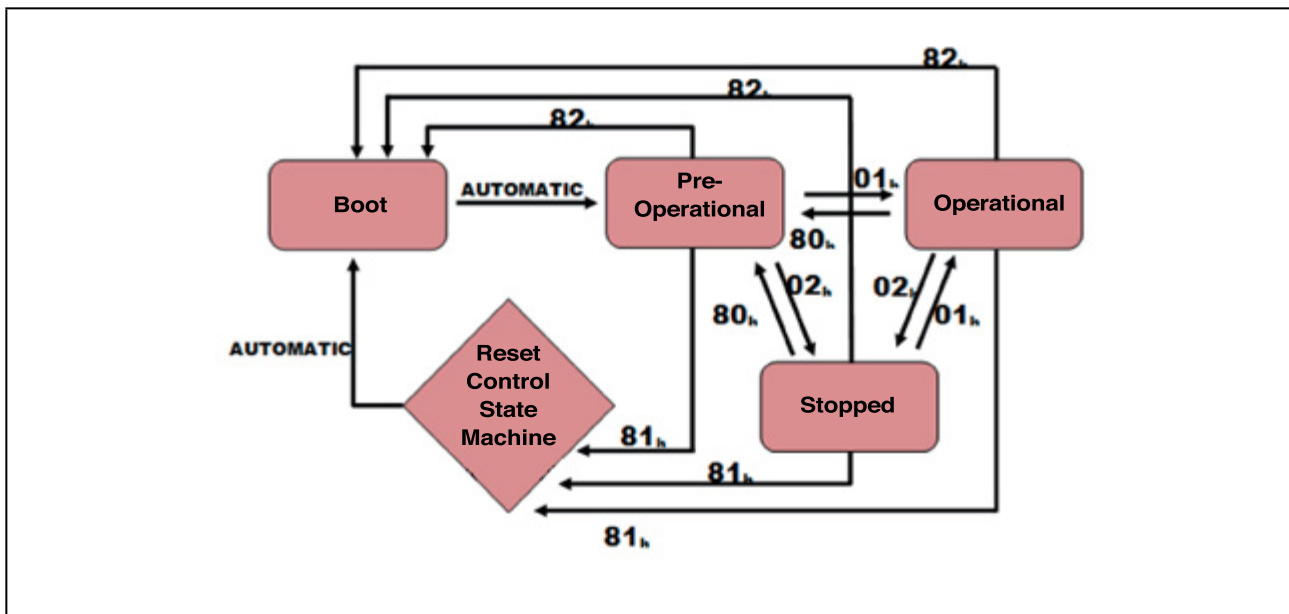 82h
82h
82h
Boot
AUTOMATIC
Pre-
Operational
01h
80h
Operational
80h
02h
02h
01h
AUTOMATIC
Reset
Control
State
Machine
Stopped
81h
81h
81h